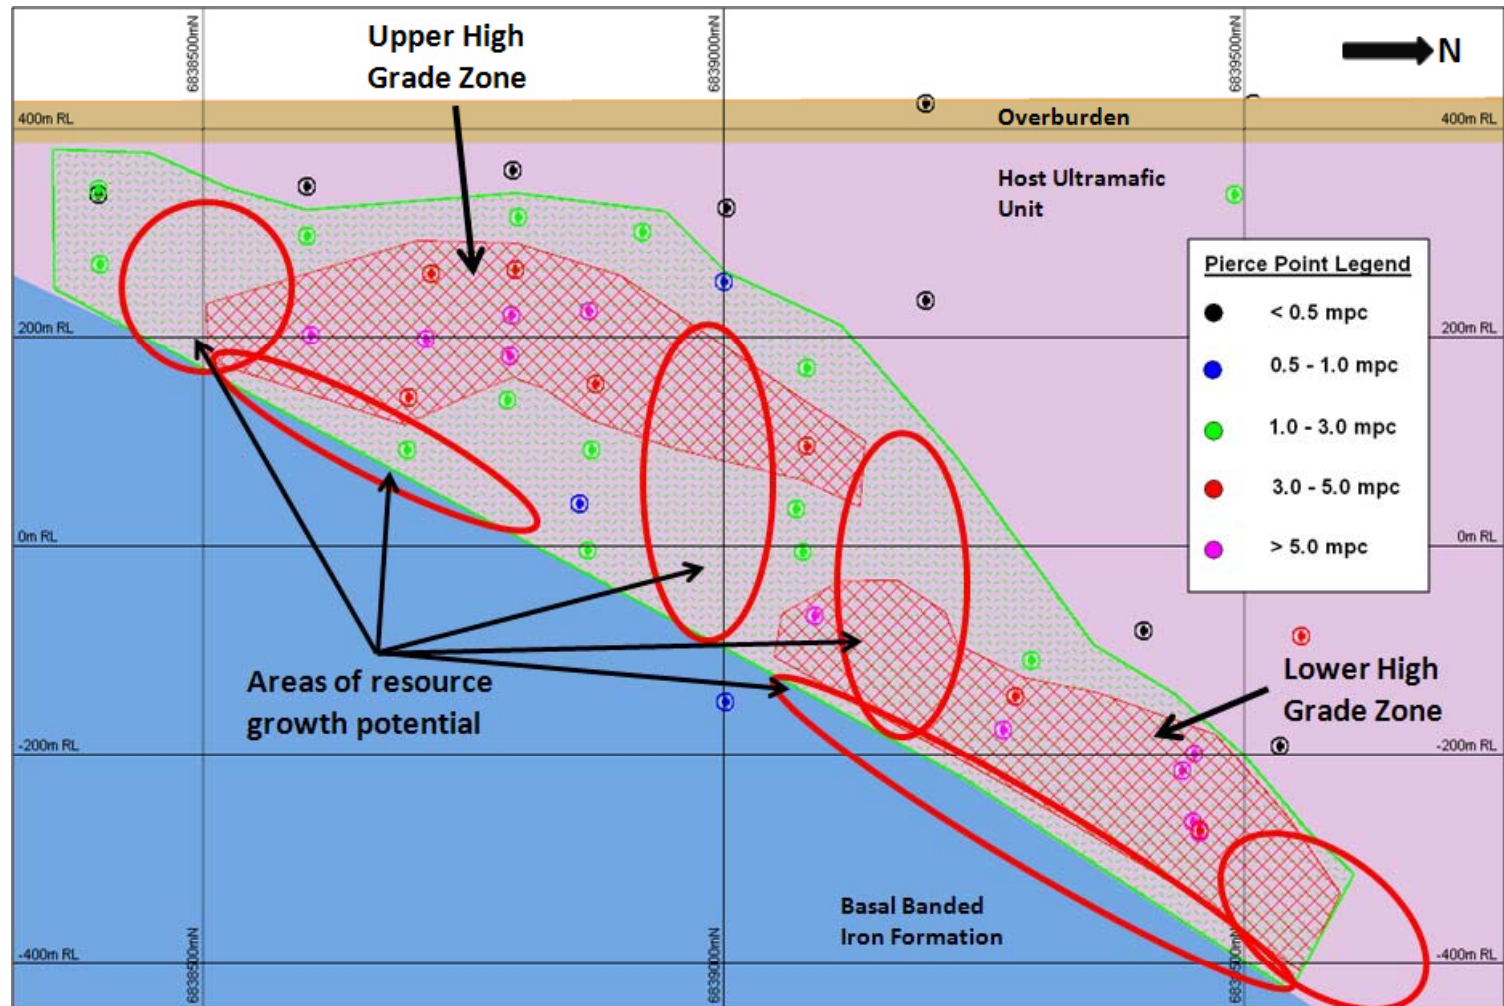 6838500mN
6839000mN
6839500mN
Upper High
Grade Zone
N
400m RL
Overburden
400m RL
Host Ultramafic
Unit
Pierce Point Legend
< 0.5 mpc
0.5 - 1.0 mpc
1.0 - 3.0 mpc
3.0 - 5.0 mpc
> 5.0 mpc
200m RL
200m RL
0m RL
0m RL
Areas of resource
growth potential
Lower High
Grade Zone
-200m RL
-200m RL
Basal Banded
Iron Formation
-400m RL
-400m RL
6838500mN
6839000mN
6839500mN